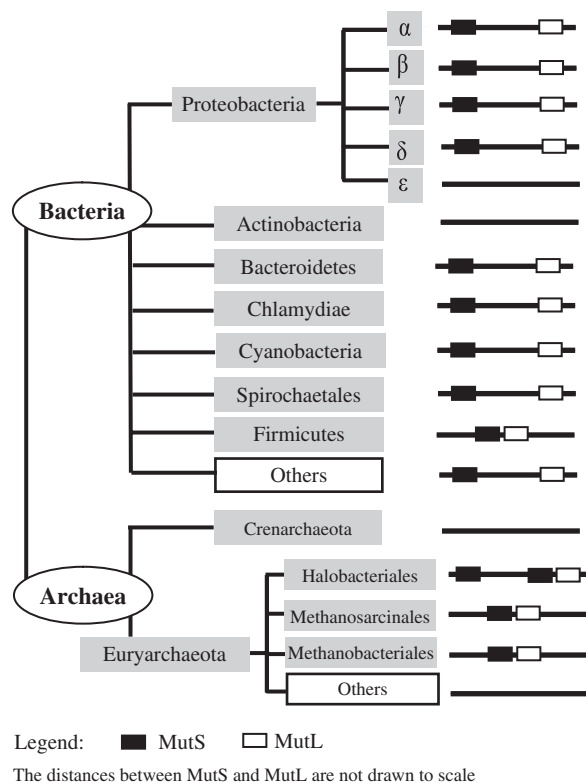 α
β
Proteobacteria
γ
δ
ε
Bacteria
Actinobacteria
Bacteroidetes
Chlamydiae
Cyanobacteria
Spirochaetales
Firmicutes
Others
Crenarchaeota
Halobacteriales
Archaea
Methanosarcinales
Euryarchaeota
Methanobacteriales
Others
Legend: MutS MutL
The distances between MutS and MutL are not drawn to scale